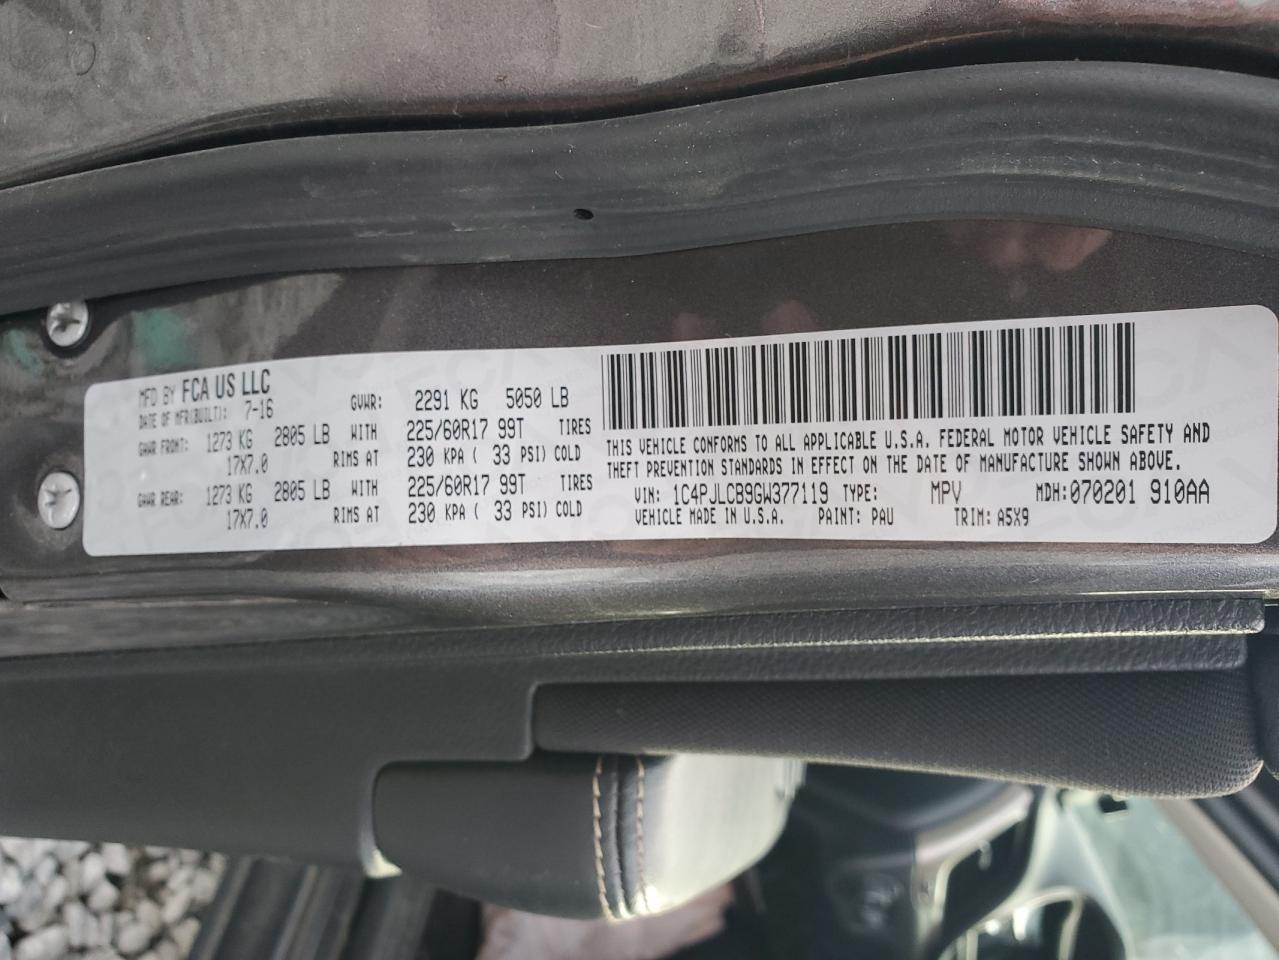 MFD BY FCA US LLC
DATE OF MFR(BUILT): 7-16 GVWR: 2291 KG 5050 LB
GAWR FRONT: 1273 KG 2805 LB WITH 225/60R17 99T TIRES
17X7.0 RIMS AT 230 KPA ( 33 PSI) COLD
GAWR REAR: 1273 KG 2805 LB WITH 225/60R17 99T TIRES
17X7.0 RIMS AT 230 KPA ( 33 PSI) COLD
THIS VEHICLE CONFORMS TO ALL APPLICABLE U.S.A. FEDERAL MOTOR VEHICLE SAFETY AND
THEFT PREVENTION STANDARDS IN EFFECT ON THE DATE OF MANUFACTURE SHOWN ABOVE.
VIN: 1C4PJLCB9GW377119 TYPE: MPV MDH: 070201 910AA
VEHICLE MADE IN U.S.A. PAINT: PAU TRIM: A5X9